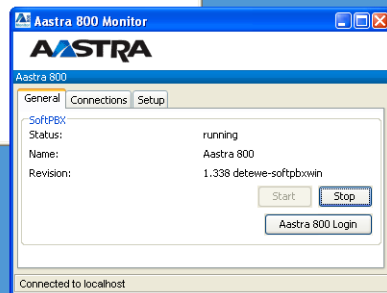 Aastra 800 Monitor
AASTRA
Aastra 800
General Connections Setup
SoftPBX
Status: running
Name: Aastra 800
Revision: 1.338 detewe-softpbxwin
Start Stop
Aastra 800 Login
Connected to localhost